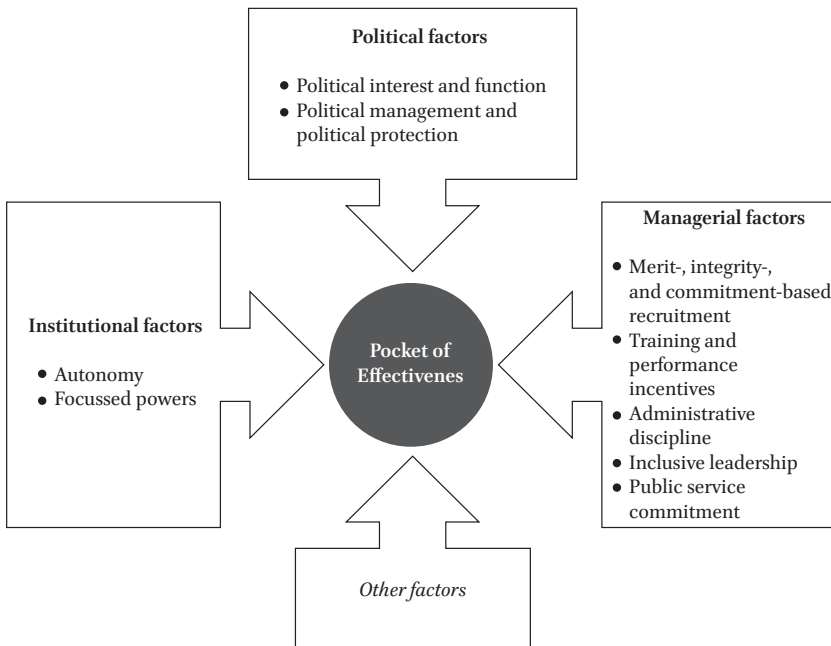 Political factors
● Political interest and function
● Political management and
political protection
Institutional factors
● Autonomy
● Focussed powers
Pocket of
Effectivenes
Managerial factors
● Merit-, integrity-,
and commitment-based
recruitment
● Training and
performance
incentives
● Administrative
discipline
● Inclusive leadership
● Public service
commitment
Other factors